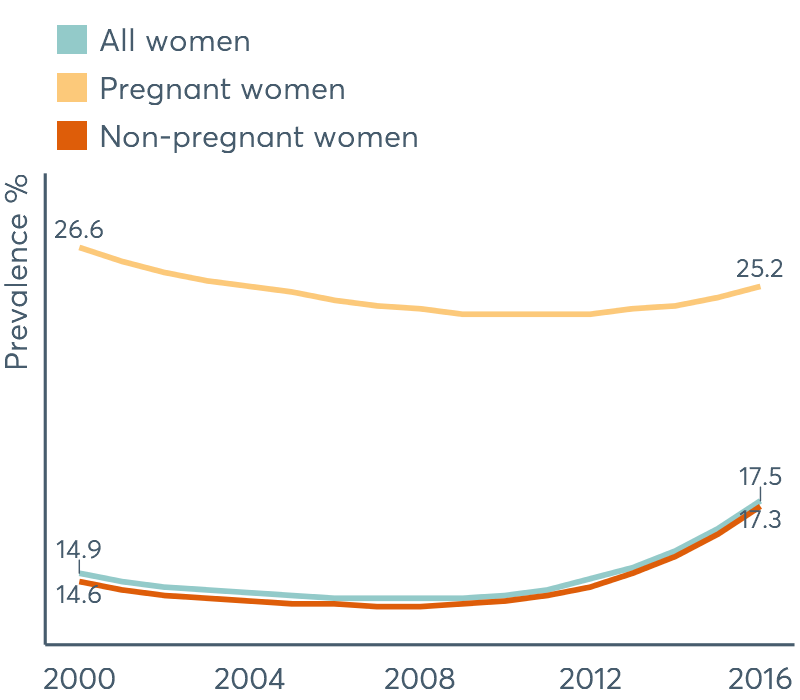 All women
Pregnant women
Non-pregnant women
Prevalence %
26.6
25.2
17.5
17.3
14.9
14.6
2000 2004 2008 2012 2016